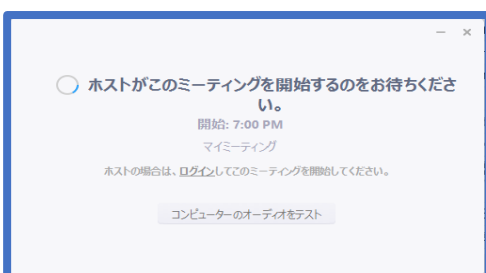 ホストがこのミーティングを開始するのをお待ちくださ
い。
開始: 7:00 PM
マイミーティング
ホストの場合は、ログインしてこのミーティングを開始してください。
コンピューターのオーディオをテスト